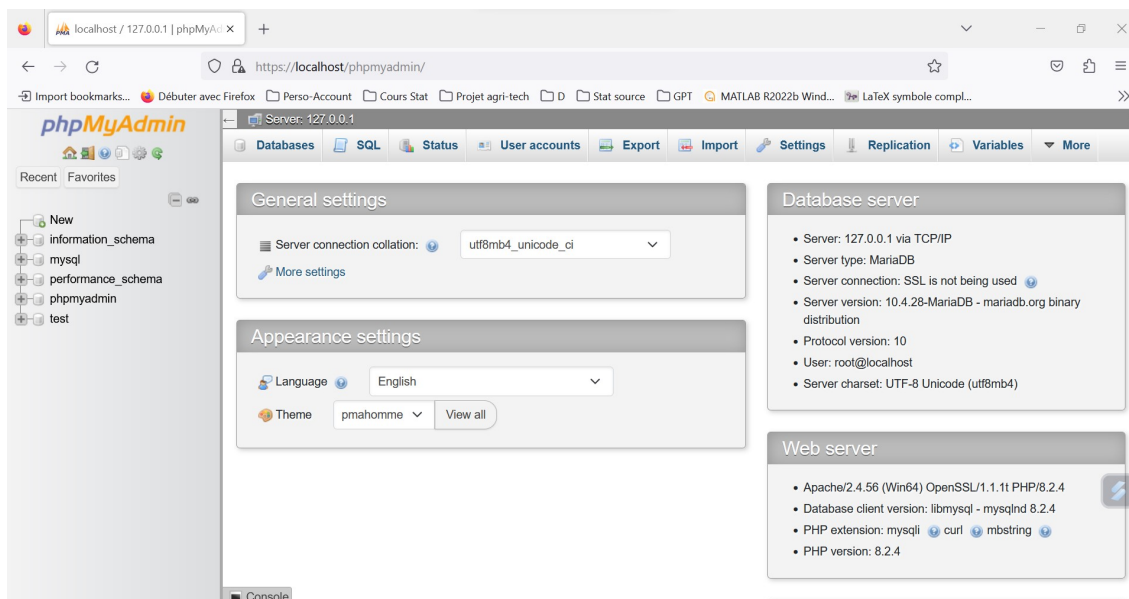 localhost / 127.0.0.1 | phpMyAd
https://localhost/phpmyadmin/
Import bookmarks... Débuter avec Firefox Perso-Account Cours Stat Projet agri-tech D Stat source GPT MATLAB R2022b Wind... LaTeX symbole compl...
phpMyAdmin
Recent Favorites
New
information_schema
mysql
performance_schema
phpmyadmin
test
Server: 127.0.0.1
Databases SQL Status User accounts Export Import Settings Replication Variables More
General settings
Server connection collation: utf8mb4_unicode_ci
More settings
Appearance settings
Language English
Theme pmahomme View all
Database server
• Server: 127.0.0.1 via TCP/IP
• Server type: MariaDB
• Server connection: SSL is not being used
• Server version: 10.4.28-MariaDB - mariadb.org binary
distribution
• Protocol version: 10
• User: root@localhost
• Server charset: UTF-8 Unicode (utf8mb4)
Web server
• Apache/2.4.56 (Win64) OpenSSL/1.1.1t PHP/8.2.4
• Database client version: libmysql - mysqlnd 8.2.4
• PHP extension: mysqli curl mbstring
• PHP version: 8.2.4
Console